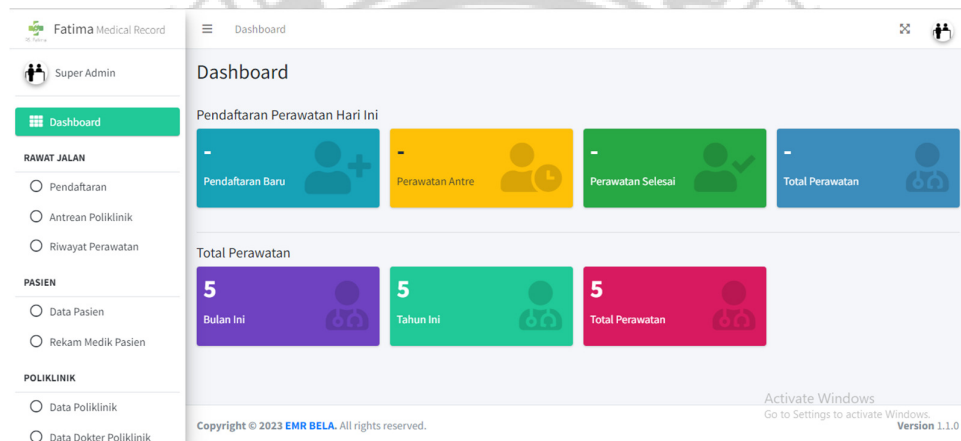 Fatima Medical Record
Super Admin
Dashboard
RAWAT JALAN
Pendaftaran
Antrean Poliklinik
Riwayat Perawatan
PASIEN
Data Pasien
Rekam Medik Pasien
POLIKLINIK
Data Poliklinik
Data Dokter Poliklinik
Dashboard
Dashboard
Pendaftaran Perawatan Hari Ini
-
Pendaftaran Baru
-
Perawatan Antre
-
Perawatan Selesai
-
Total Perawatan
Total Perawatan
5
Bulan Ini
5
Tahun Ini
5
Total Perawatan
Activate Windows
Go to Settings to activate Windows.
Copyright © 2023 EMR BELA. All rights reserved.
Version 1.1.0